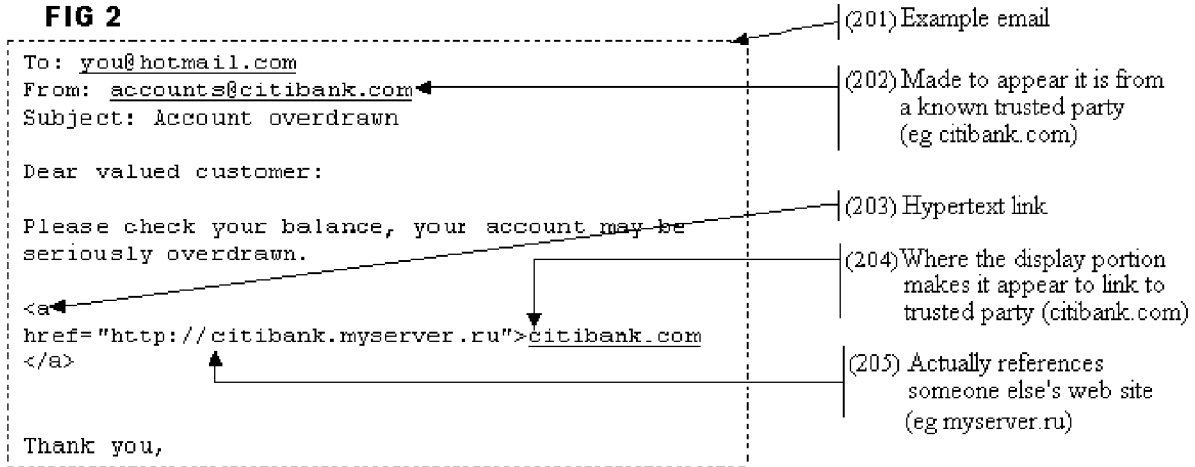 FIG 2
To: you@hotmail.com
From: accounts@citibank.com
Subject: Account overdrawn
Dear valued customer:
Please check your balance, your account may be
seriously overdrawn.
<a
href="http://citibank.myserver.ru">citibank.com
</a>
Thank you,
(201) Example email
(202) Made to appear it is from
a known trusted party
(eg citibank.com)
(203) Hypertext link
(204) Where the display portion
makes it appear to link to
trusted party (citibank.com)
(205) Actually references
someone else's web site
(eg myserver.ru)